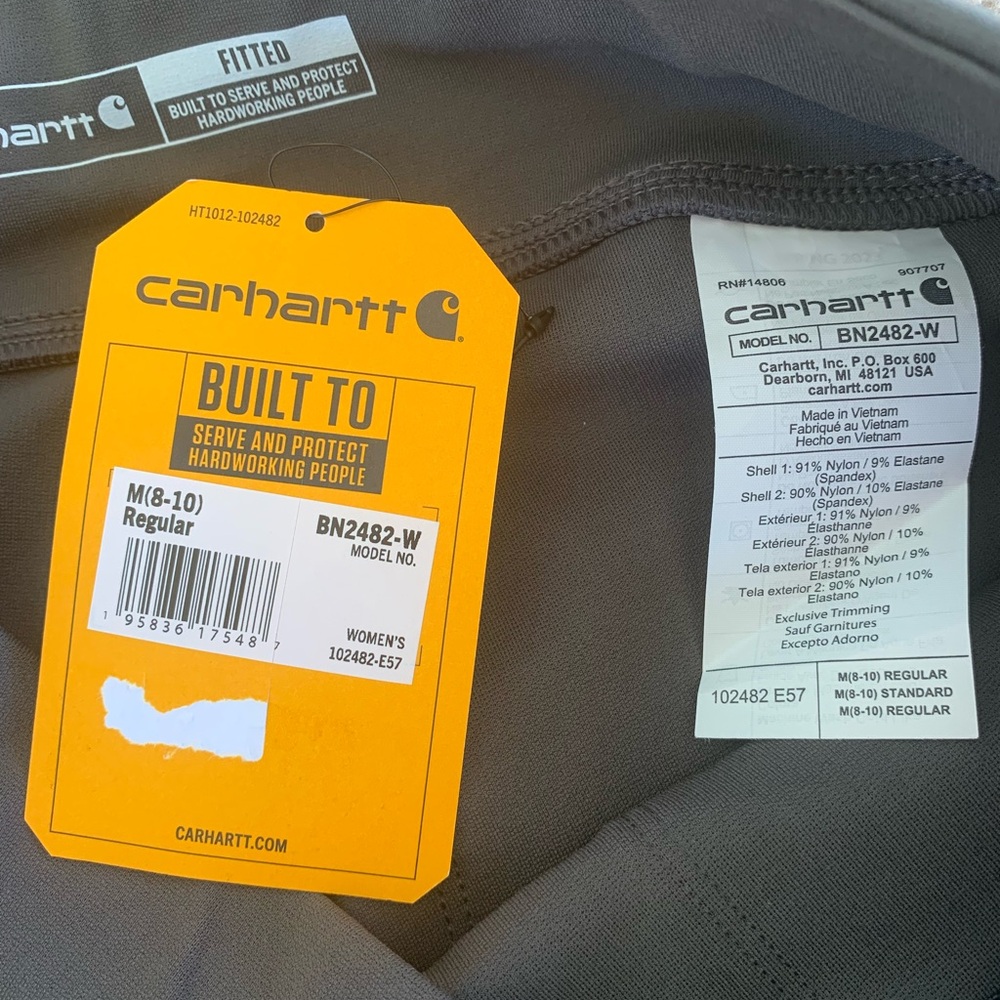 hartt
FITTED
BUILT TO SERVE AND PROTECT
HARDWORKING PEOPLE
HT1012-102482
carhartt
BUILT TO
SERVE AND PROTECT
HARDWORKING PEOPLE
M(8-10)
Regular
BN2482-W
MODEL NO.
1 95836 17548 7
WOMEN'S
102482-E57
CARHARTT.COM
RN#14806 907707
carhartt
MODEL NO. BN2482-W
Carhartt, Inc. P.O. Box 600
Dearborn, MI 48121 USA
carhartt.com
Made in Vietnam
Fabriqué au Vietnam
Hecho en Vietnam
Shell 1: 91% Nylon / 9% Elastane
(Spandex)
Shell 2: 90% Nylon / 10% Elastane
(Spandex)
Extérieur 1: 91% Nylon / 9%
Élasthanne
Extérieur 2: 90% Nylon / 10%
Élasthanne
Tela exterior 1: 91% Nylon / 9%
Elastano
Tela exterior 2: 90% Nylon / 10%
Elastano
Exclusive Trimming
Sauf Garnitures
Excepto Adorno
102482 E57
M(8-10) REGULAR
M(8-10) STANDARD
M(8-10) REGULAR